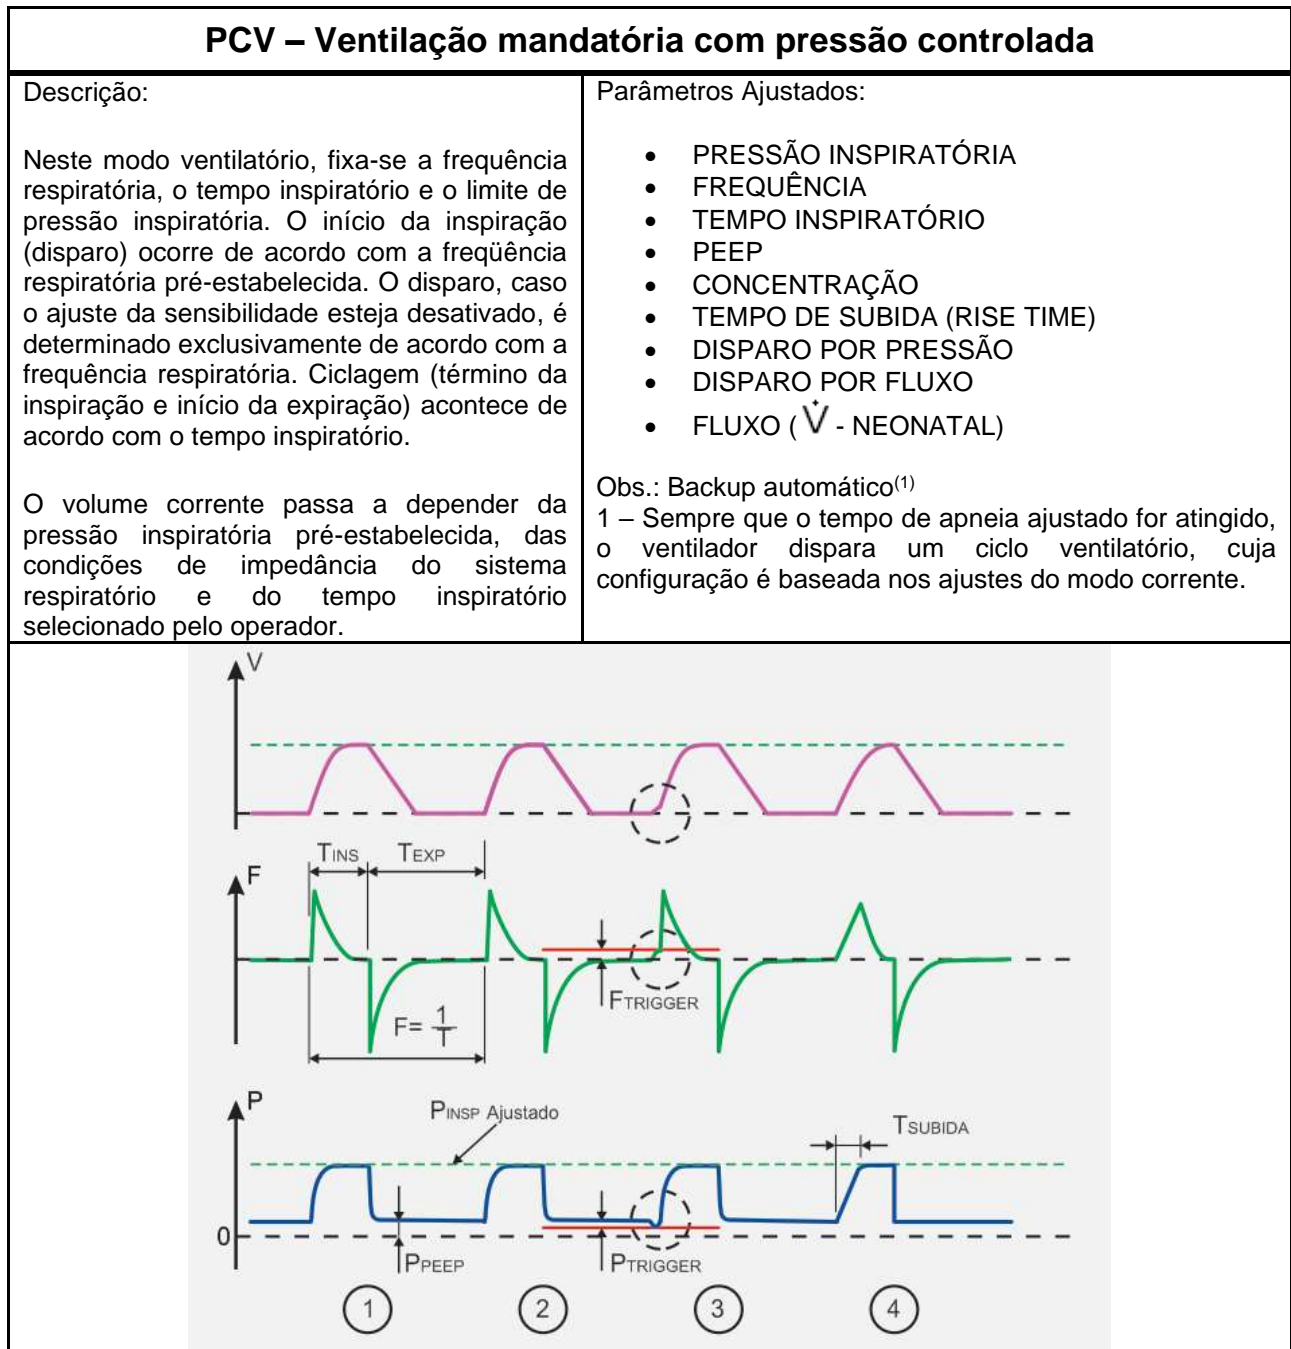 PCV – Ventilação mandatória com pressão controlada
Descrição:
Neste modo ventilatório, fixa-se a frequência
respiratória, o tempo inspiratório e o limite de
pressão inspiratória. O início da inspiração
(disparo) ocorre de acordo com a freqüência
respiratória pré-estabelecida. O disparo, caso
o ajuste da sensibilidade esteja desativado, é
determinado exclusivamente de acordo com a
frequência respiratória. Ciclagem (término da
inspiração e início da expiração) acontece de
acordo com o tempo inspiratório.
O volume corrente passa a depender da
pressão inspiratória pré-estabelecida, das
condições de impedância do sistema
respiratório e do tempo inspiratório
selecionado pelo operador.
Parâmetros Ajustados:
• PRESSÃO INSPIRATÓRIA
• FREQUÊNCIA
• TEMPO INSPIRATÓRIO
• PEEP
• CONCENTRAÇÃO
• TEMPO DE SUBIDA (RISE TIME)
• DISPARO POR PRESSÃO
• DISPARO POR FLUXO
• FLUXO ( V̇ - NEONATAL)
Obs.: Backup automático(1)
1 – Sempre que o tempo de apneia ajustado for atingido,
o ventilador dispara um ciclo ventilatório, cuja
configuração é baseada nos ajustes do modo corrente.
V
TINS TEXP
F
FTRIGGER
F= 1/T
P
PINSP Ajustado
TSUBIDA
0
PPEEP
PTRIGGER
1 2 3 4